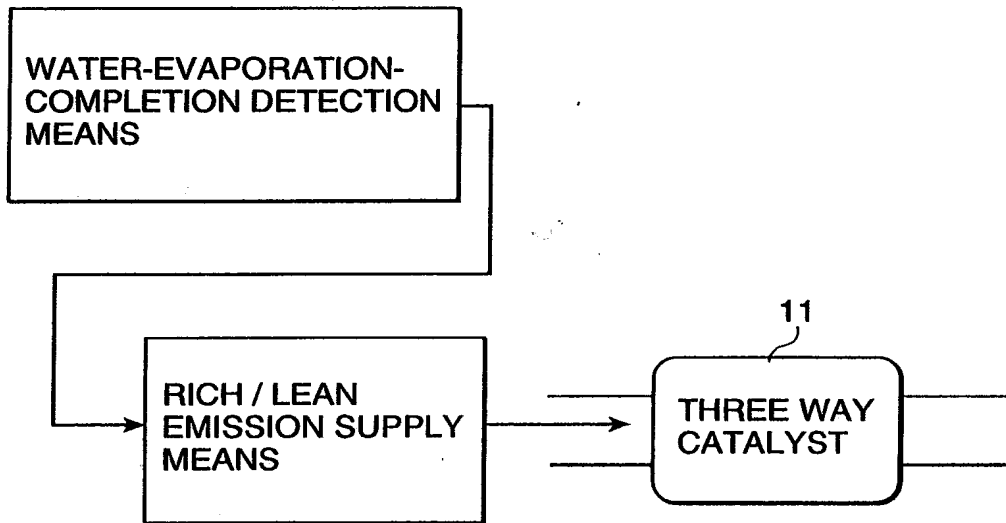 WATER-EVAPORATION-
COMPLETION DETECTION
MEANS
11
RICH / LEAN
EMISSION SUPPLY
MEANS
THREE WAY
CATALYST